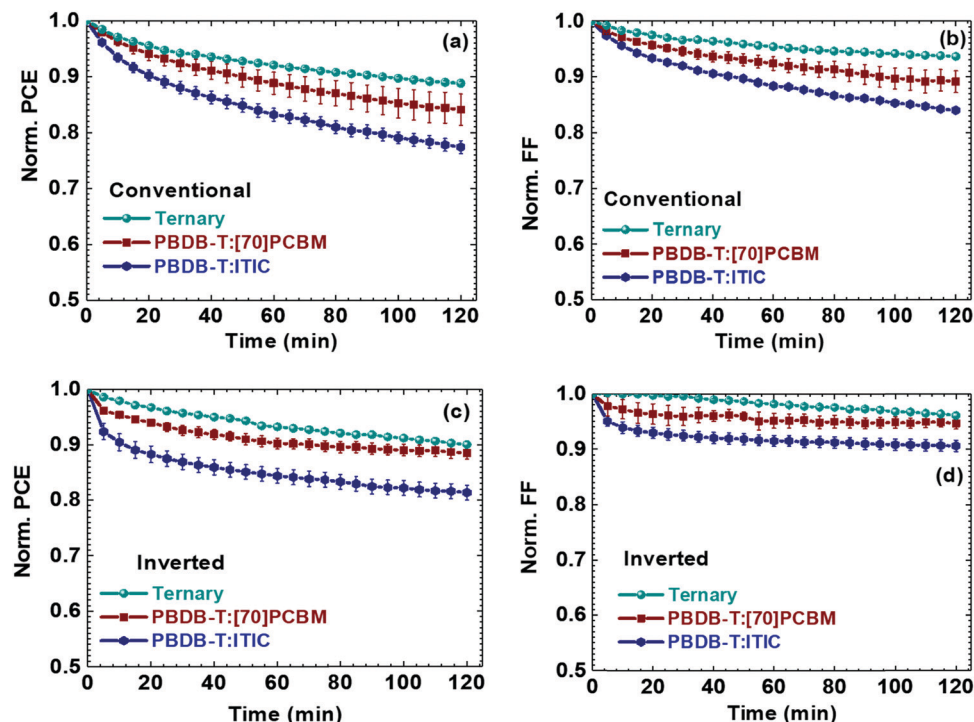 1.0
0.9
0.8
0.7
0.6
0.5
Norm. PCE
(a)
Conventional
Ternary
PBDB-T:[70]PCBM
PBDB-T:ITIC
0 20 40 60 80 100 120
Time (min)
1.0
0.9
0.8
0.7
0.6
0.5
Norm. FF
(b)
Conventional
Ternary
PBDB-T:[70]PCBM
PBDB-T:ITIC
0 20 40 60 80 100 120
Time (min)
1.0
0.9
0.8
0.7
0.6
0.5
Norm. PCE
(c)
Inverted
Ternary
PBDB-T:[70]PCBM
PBDB-T:ITIC
0 20 40 60 80 100 120
Time (min)
1.0
0.9
0.8
0.7
0.6
0.5
Norm. FF
(d)
Inverted
Ternary
PBDB-T:[70]PCBM
PBDB-T:ITIC
0 20 40 60 80 100 120
Time (min)